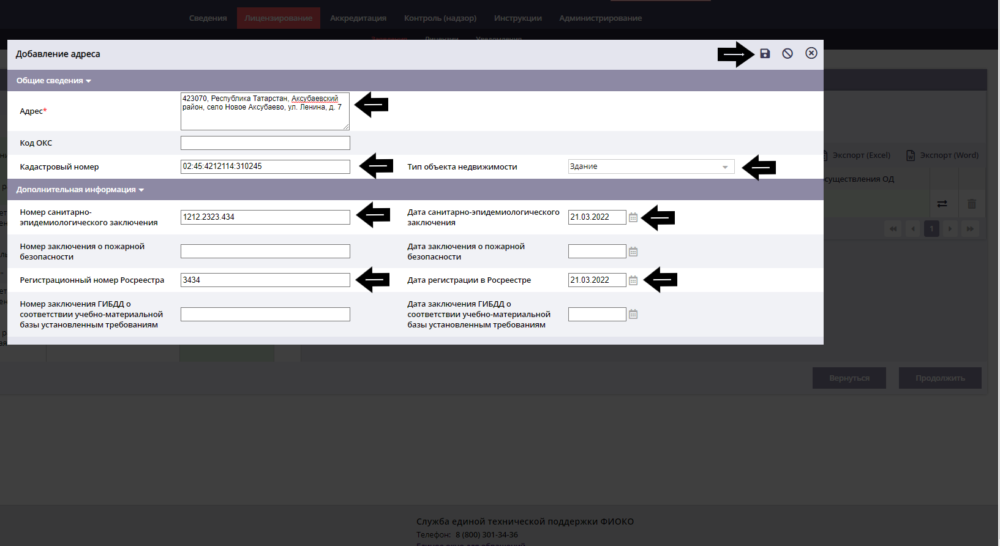 Сведения Лицензирование Аккредитация Контроль (надзор) Инструкции Администрирование
Заявления Лицензии Уведомления
Добавление адреса
Общие сведения
Адрес*
423070, Республика Татарстан, Аксубаевский
район, село Новое Аксубаево, ул. Ленина, д. 7
Код ОКС
Экспорт (Excel) Экспорт (Word)
Кадастровый номер 02:45:4212114:310245 Тип объекта недвижимости Здание
осуществления ОД
Дополнительная информация
Номер санитарно-
эпидемиологического заключения
1212.2323.434
Дата санитарно-эпидемиологического
заключения
21.03.2022
1
Номер заключения о пожарной
безопасности
Дата заключения о пожарной
безопасности
Регистрационный номер Росреестра 3434 Дата регистрации в Росреестре 21.03.2022
Номер заключения ГИБДД о
соответствии учебно-материальной
базы установленным требованиям
Дата заключения ГИБДД о
соответствии учебно-материальной
базы установленным требованиям
Вернуться Продолжить
Служба единой технической поддержки ФИОКО
Телефон: 8 (800) 301-34-36